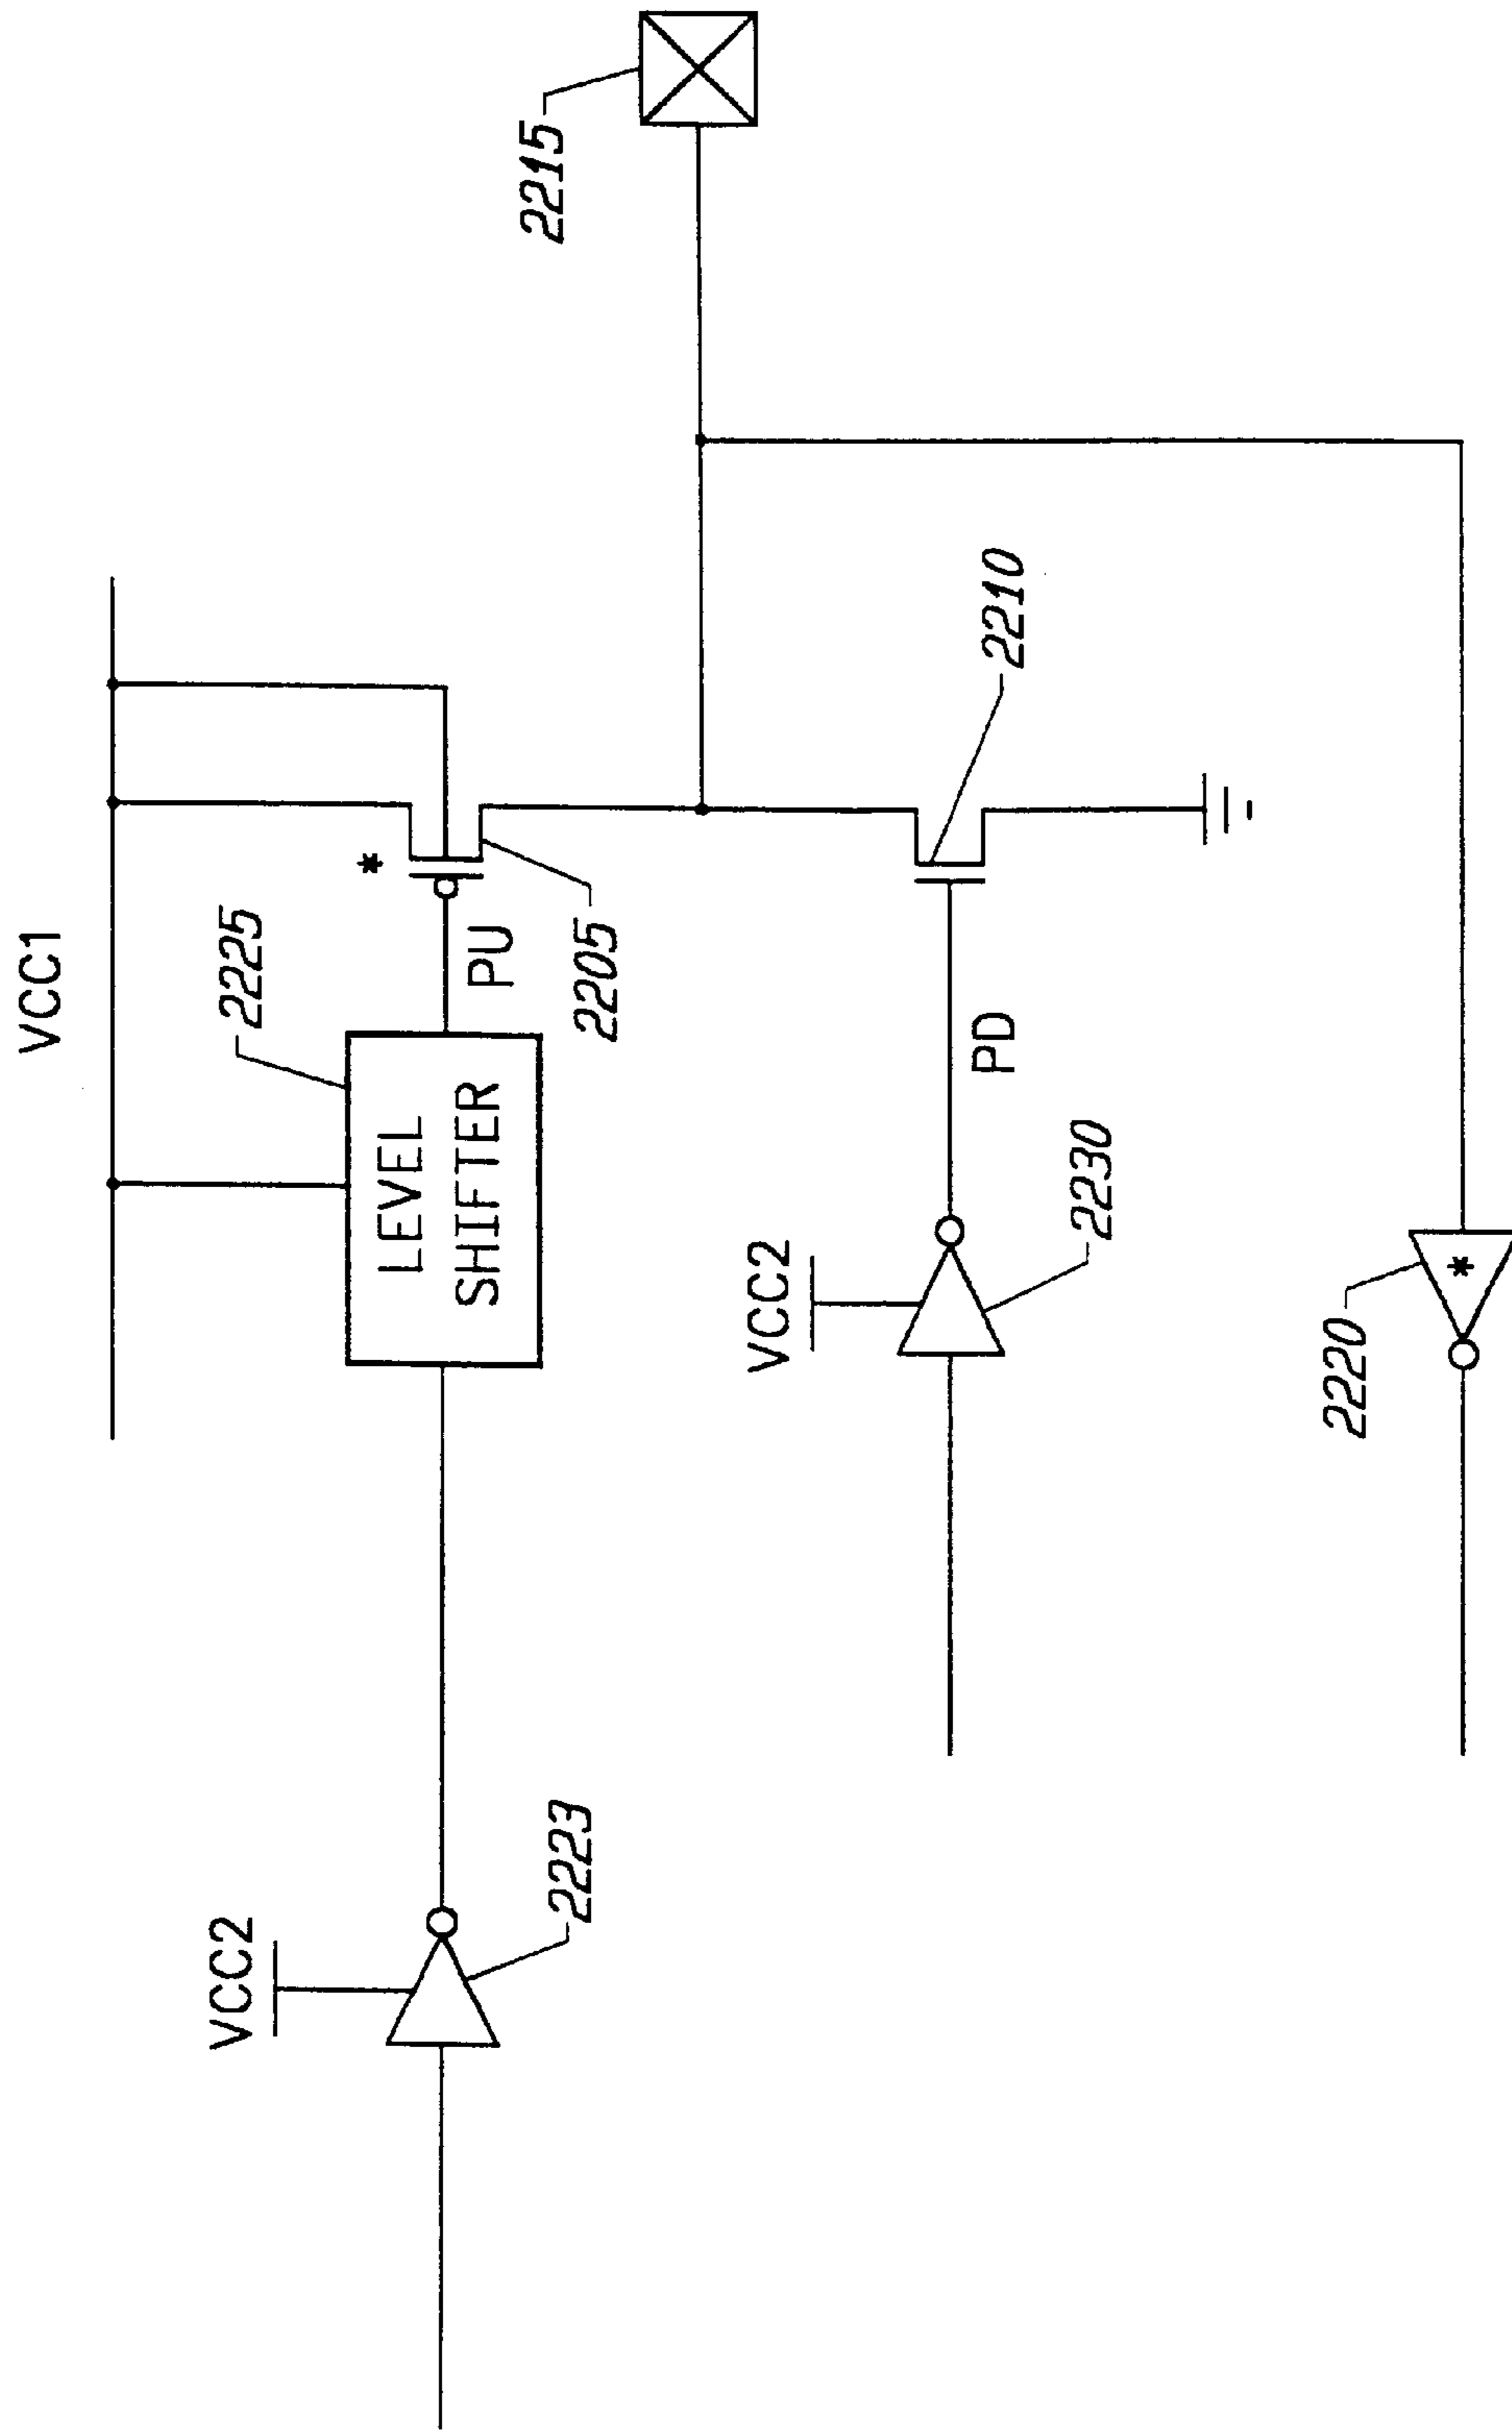 VCC1
2225
LEVEL
SHIFTER
*
PU
2205
2215
VCC2
2223
VCC2
2230
PD
2210
2220
*